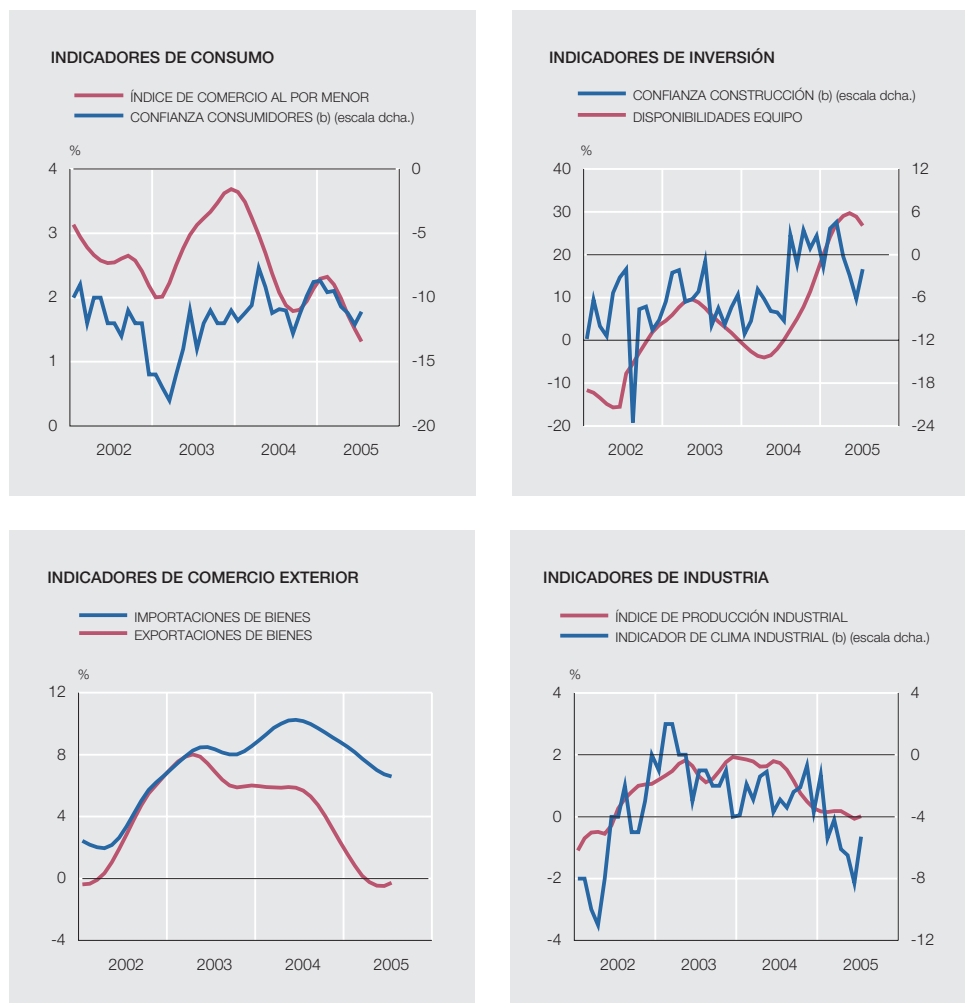 INDICADORES DE CONSUMO
ÍNDICE DE COMERCIO AL POR MENOR
CONFIANZA CONSUMIDORES (b) (escala dcha.)
%
4 0
3 -5
2 -10
1 -15
0 -20
2002 2003 2004 2005
INDICADORES DE INVERSIÓN
CONFIANZA CONSTRUCCIÓN (b) (escala dcha.)
DISPONIBILIDADES EQUIPO
%
40 12
30 6
20 0
10 -6
0 -12
-10 -18
-20 -24
2002 2003 2004 2005
INDICADORES DE COMERCIO EXTERIOR
IMPORTACIONES DE BIENES
EXPORTACIONES DE BIENES
%
12
8
4
0
-4
2002 2003 2004 2005
INDICADORES DE INDUSTRIA
ÍNDICE DE PRODUCCIÓN INDUSTRIAL
INDICADOR DE CLIMA INDUSTRIAL (b) (escala dcha.)
%
4 4
2 0
0 -4
-2 -8
-4 -12
2002 2003 2004 2005